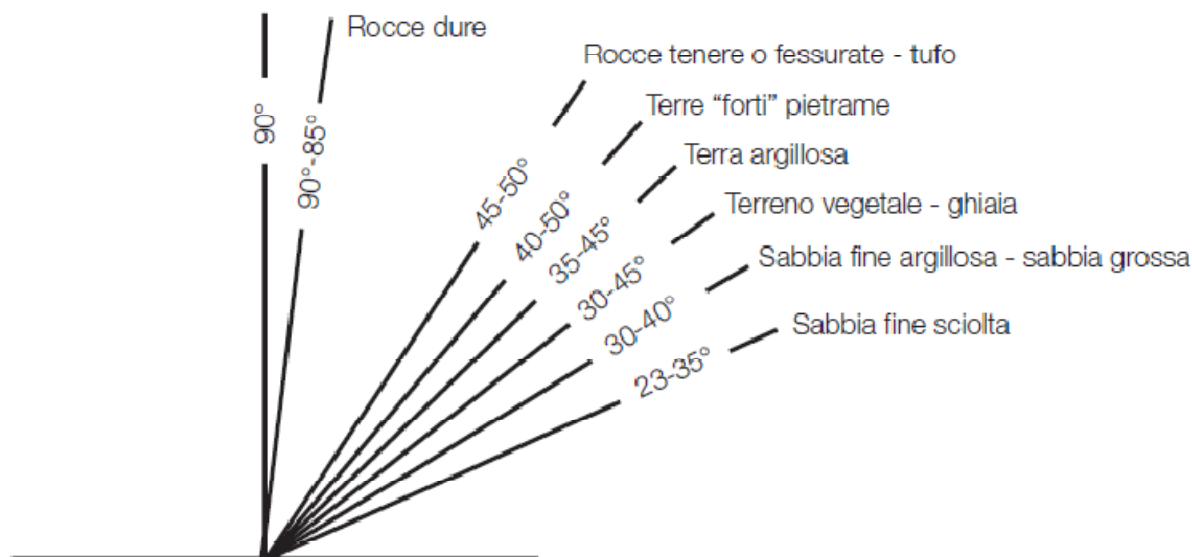 Rocce dure
Rocce tenere o fessurate - tufo
Terre “forti” pietrame
Terra argillosa
Terreno vegetale - ghiaia
Sabbia fine argillosa - sabbia grossa
Sabbia fine sciolta
90°
90°-85°
45-50°
40-50°
35-45°
30-45°
30-40°
23-35°